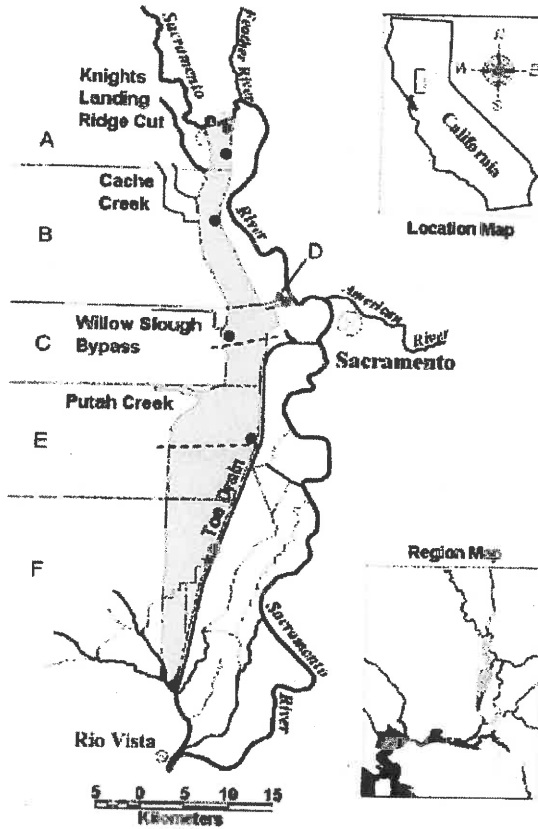 Sacramento
Feather River
Knights
Landing
Ridge Cut
A
Cache
Creek
B
River
D
American
River
Willow Slough
Bypass
C
Sacramento
Putah Creek
E
Toe Drain
F
Sacramento
River
Rio Vista
5 0 5 10 15
Kilometers
N
W
E
S
California
Location Map
Region Map